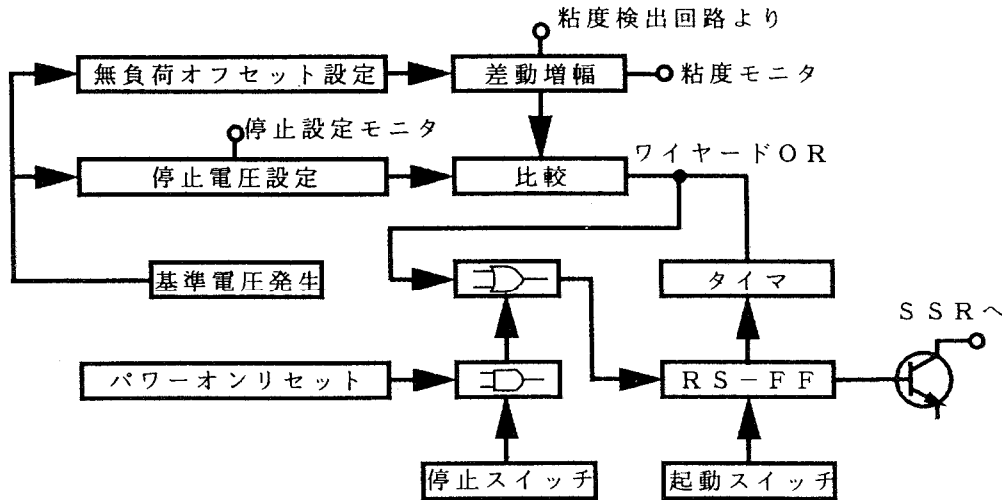 粘度検出回路より
無負荷オフセット設定
差動増幅
粘度モニタ
停止設定モニタ
ワイヤードOR
停止電圧設定
比較
基準電圧発生
タイマ
SSRへ
パワーオンリセット
RS－FF
停止スイッチ
起動スイッチ